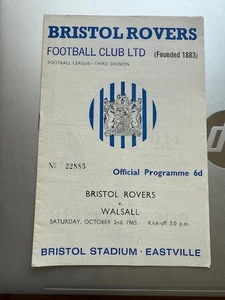 BRISTOL ROVERS
FOOTBALL CLUB LTD (Founded 1883)
FOOTBALL LEAGUE—THIRD DIVISION
Nº 22885
Official Programme 6d
BRISTOL ROVERS
v.
WALSALL
SATURDAY, OCTOBER 2nd, 1965. Kick-off 3.0 p.m.
BRISTOL STADIUM · EASTVILLE